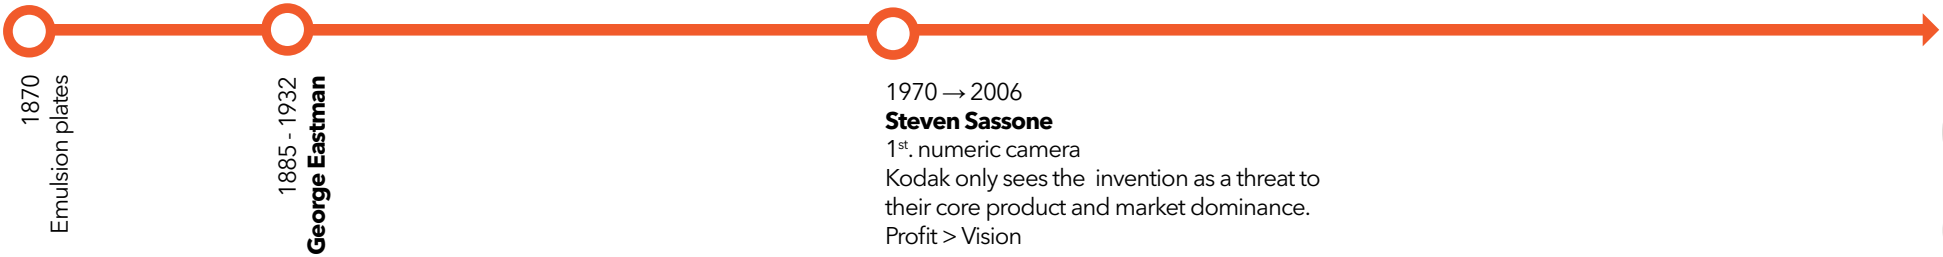 1870
Emulsion plates
1885 - 1932
George Eastman
1970 → 2006
Steven Sassone
1st. numeric camera
Kodak only sees the  invention as a threat to
their core product and market dominance.
Profit > Vision